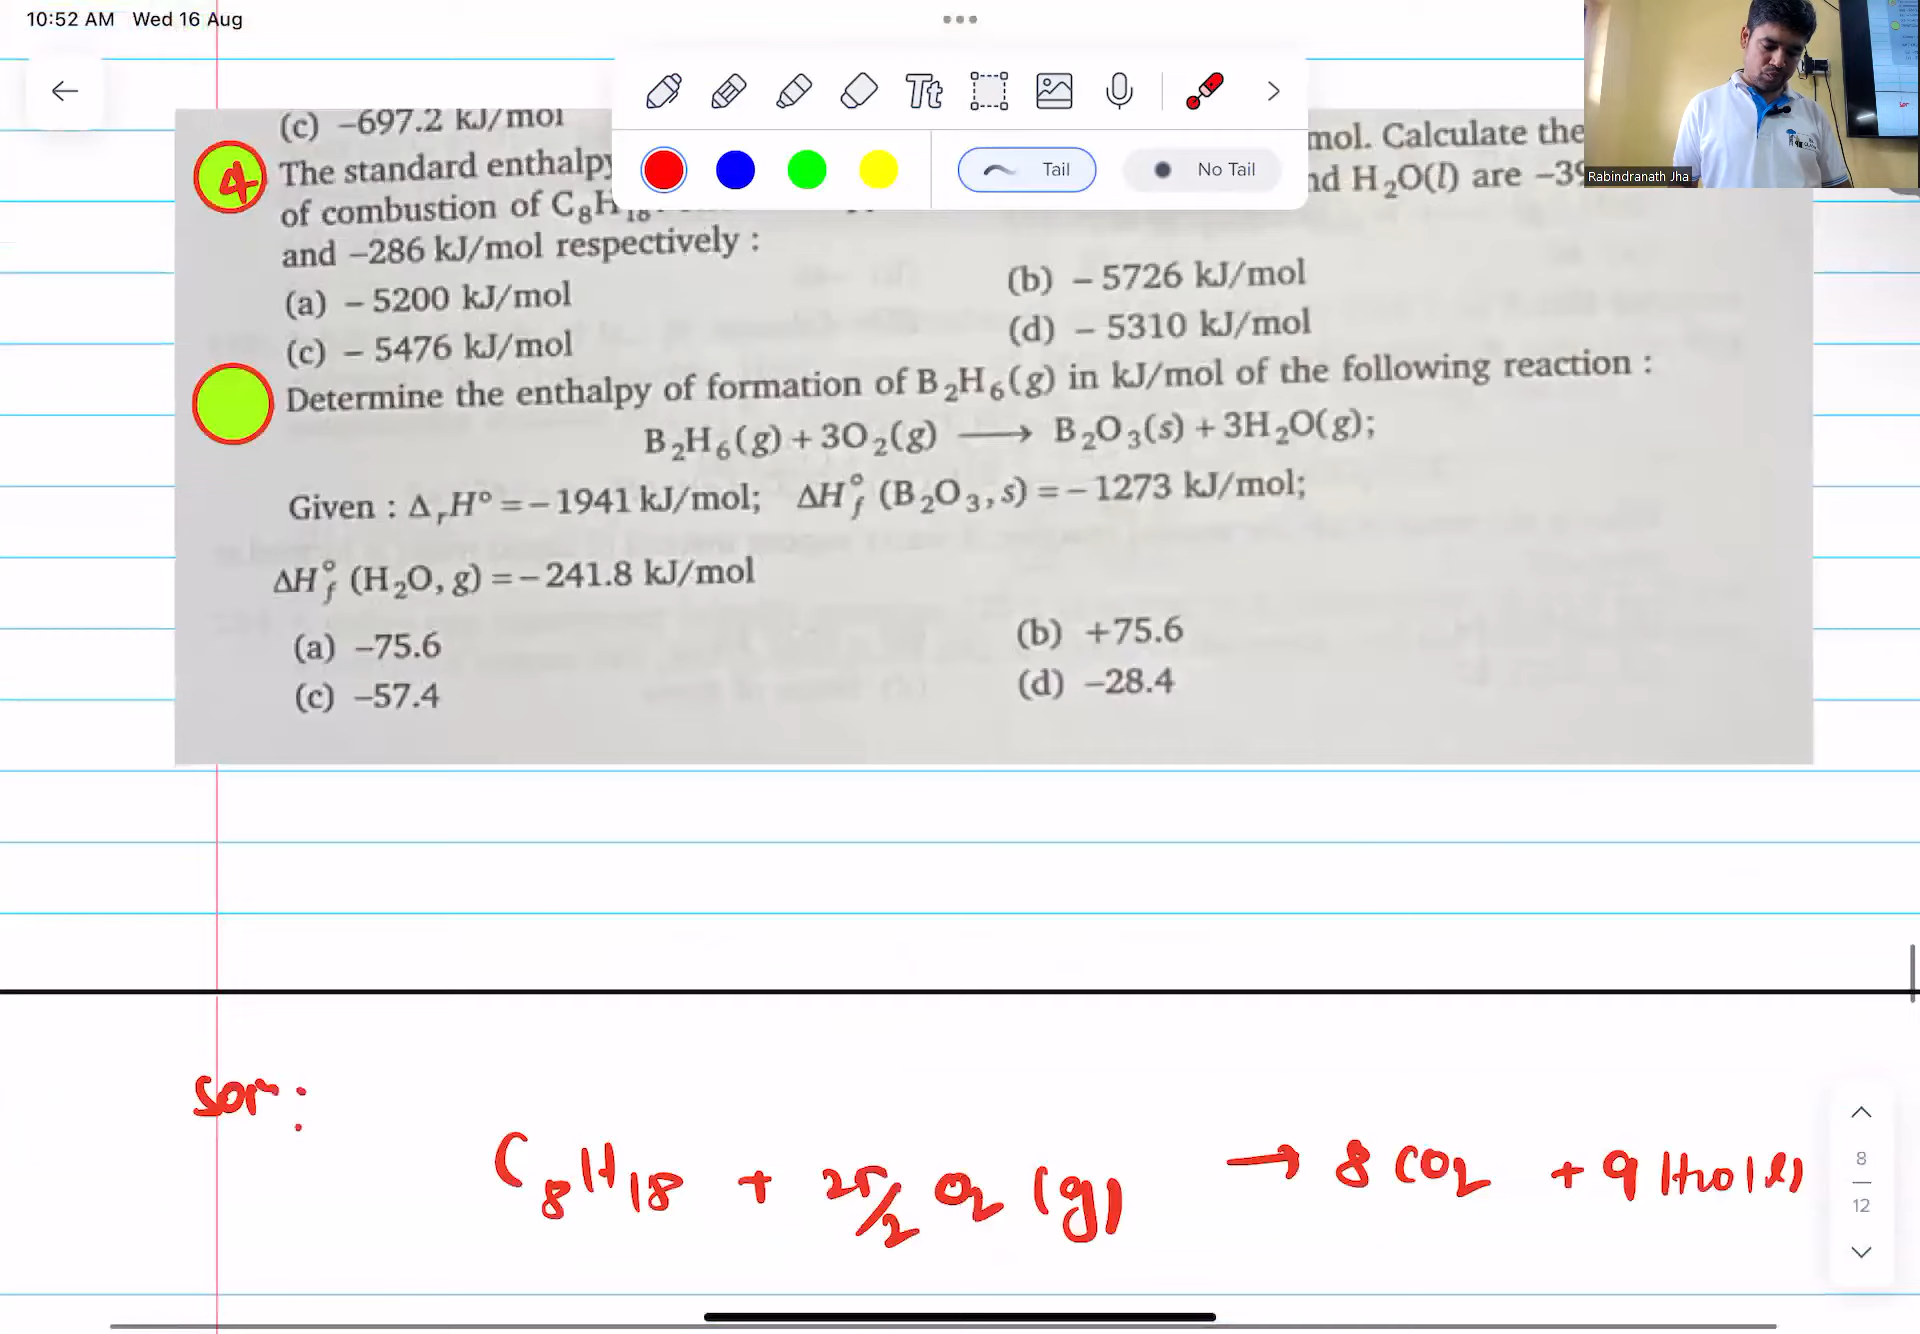 10:52 AM Wed 16 Aug
Tt
Tail
No Tail
Rabindranath Jha
(c) –697.2 kJ/mol
4 The standard enthalpy mol. Calculate the
of combustion of C₈H₁₈ H₂O(l) are –39
and –286 kJ/mol respectively :
(a) – 5200 kJ/mol (b) – 5726 kJ/mol
(c) – 5476 kJ/mol (d) – 5310 kJ/mol
Determine the enthalpy of formation of B₂H₆(g) in kJ/mol of the following reaction :
B₂H₆(g) + 3O₂(g) ⟶ B₂O₃(s) + 3H₂O(g);
Given : ΔᵣH° = – 1941 kJ/mol; ΔH°f (B₂O₃, s) = – 1273 kJ/mol;
ΔH°f (H₂O, g) = – 241.8 kJ/mol
(a) –75.6 (b) +75.6
(c) –57.4 (d) –28.4
Soln:
C₈H₁₈ + 25/2 O₂ (g) → 8 CO₂ + 9 H₂O(l)
8
12